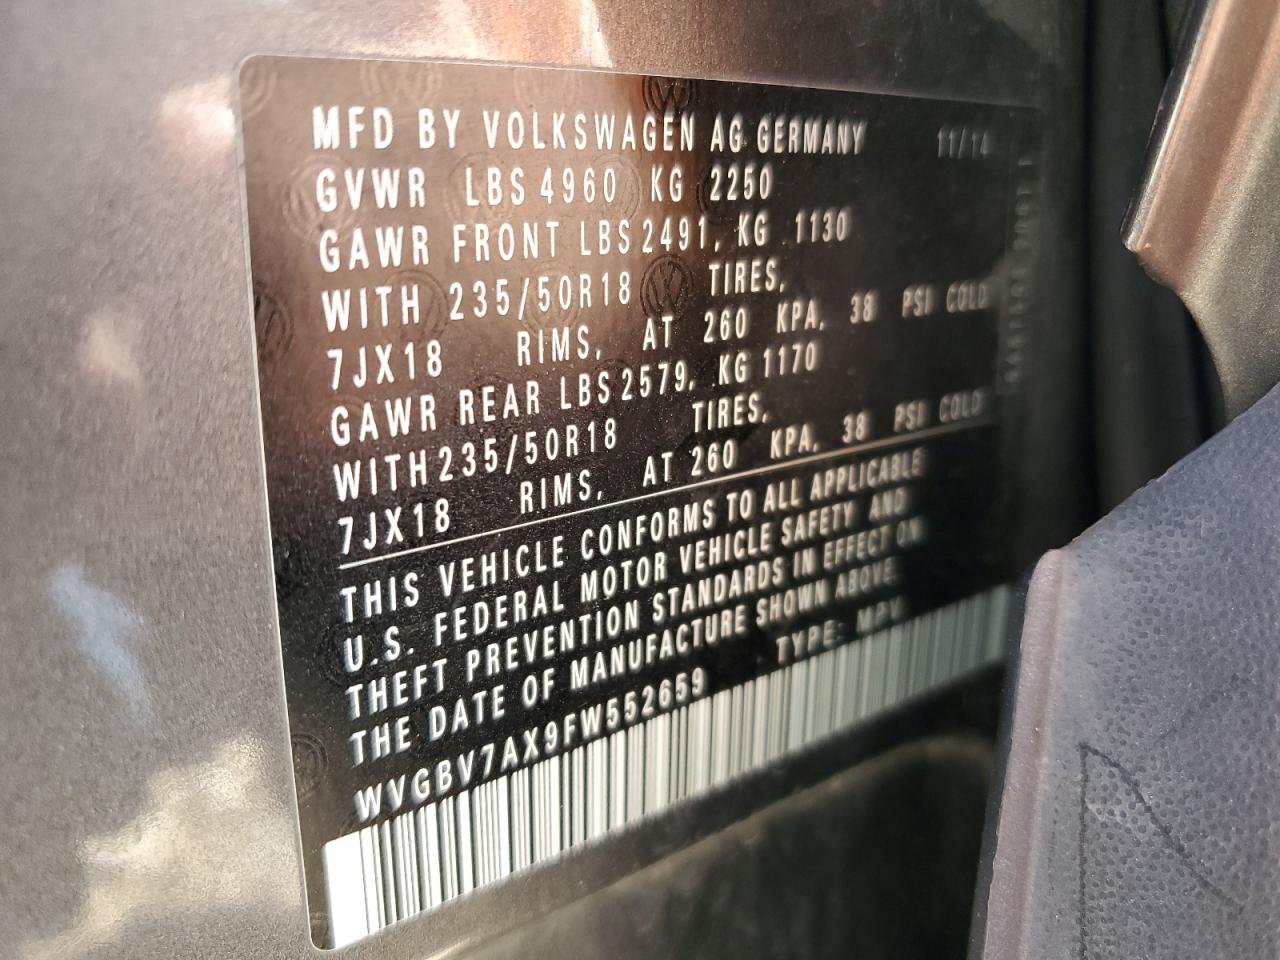 MFD BY VOLKSWAGEN AG GERMANY 11/14
GVWR LBS 4960 KG 2250
GAWR FRONT LBS 2491, KG 1130
WITH 235/50R18 TIRES,
7JX18 RIMS, AT 260 KPA, 38 PSI COLD
GAWR REAR LBS 2579, KG 1170
WITH 235/50R18 TIRES,
7JX18 RIMS, AT 260 KPA, 38 PSI COLD
THIS VEHICLE CONFORMS TO ALL APPLICABLE
U.S. FEDERAL MOTOR VEHICLE SAFETY AND
THEFT PREVENTION STANDARDS IN EFFECT ON
THE DATE OF MANUFACTURE SHOWN ABOVE.
WVGBV7AX9FW552659 TYPE: MPV